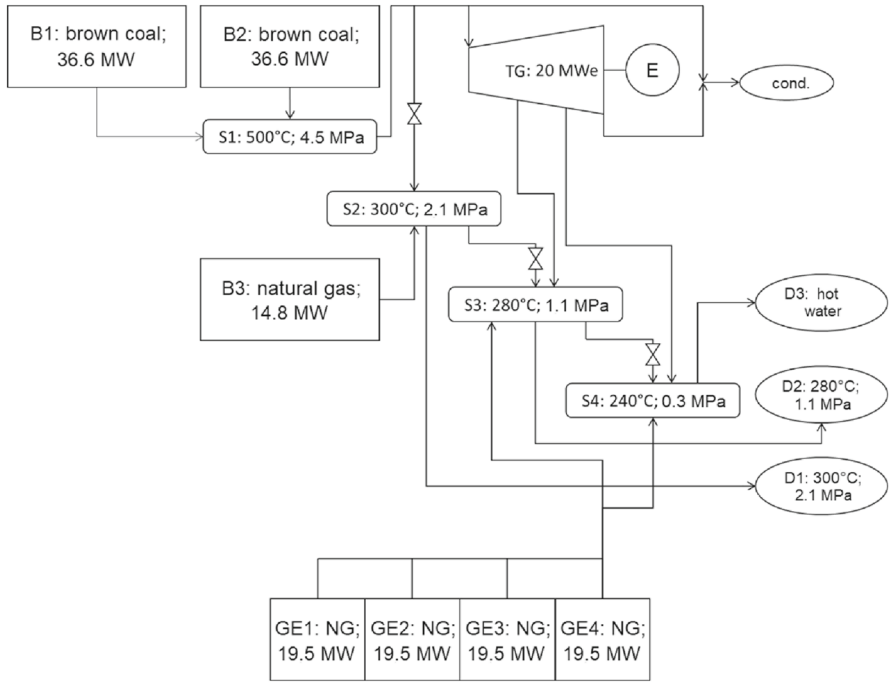 B1: brown coal;
36.6 MW
B2: brown coal;
36.6 MW
TG: 20 MWe
E
cond.
S1: 500°C; 4.5 MPa
S2: 300°C; 2.1 MPa
B3: natural gas;
14.8 MW
S3: 280°C; 1.1 MPa
D3: hot
water
S4: 240°C; 0.3 MPa
D2: 280°C;
1.1 MPa
D1: 300°C;
2.1 MPa
GE1: NG;
19.5 MW
GE2: NG;
19.5 MW
GE3: NG;
19.5 MW
GE4: NG;
19.5 MW